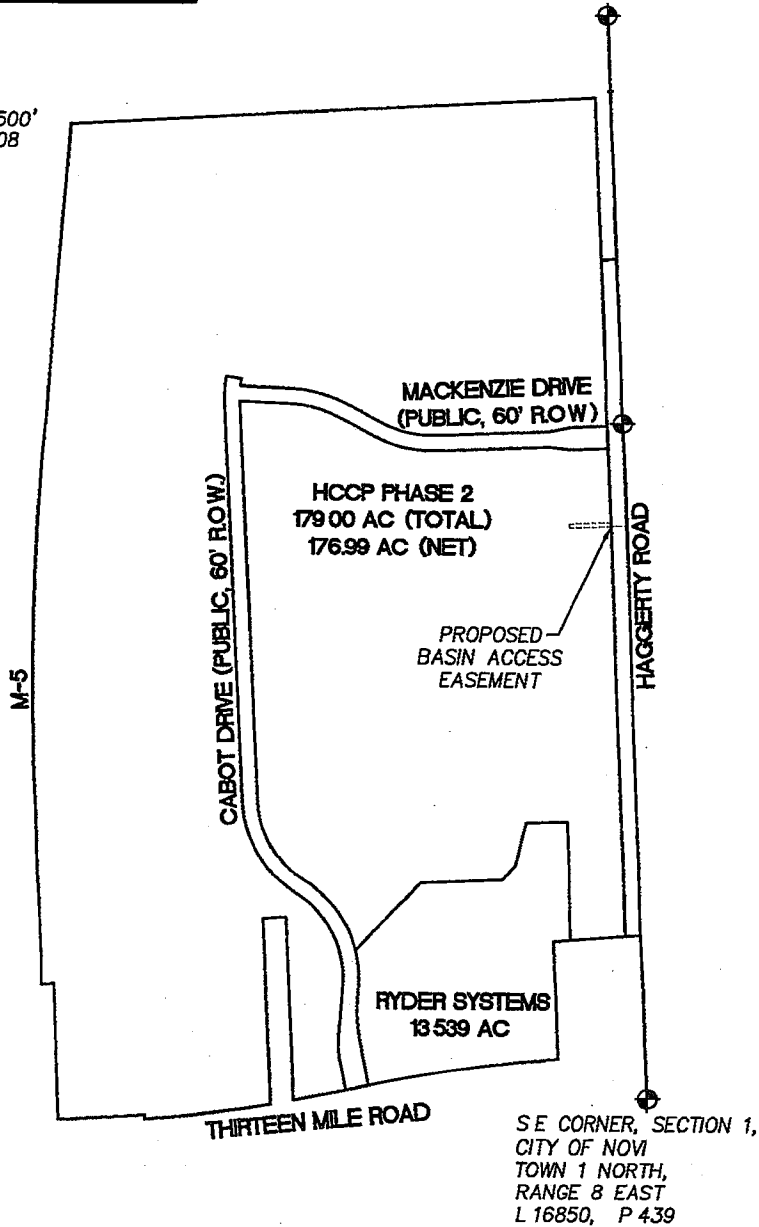 600'
08
MACKENZIE DRIVE
(PUBLIC, 60' R.O.W)
HCCP PHASE 2
179 00 AC (TOTAL)
176.99 AC (NET)
CABOT DRIVE (PUBLIC, 60' R.O.W.)
HAGGERTY ROAD
PROPOSED
BASIN ACCESS
EASEMENT
M-5
RYDER SYSTEMS
13 539 AC
THIRTEEN MILE ROAD
S E CORNER, SECTION 1,
CITY OF NOVI
TOWN 1 NORTH,
RANGE 8 EAST
L 16850, P 439